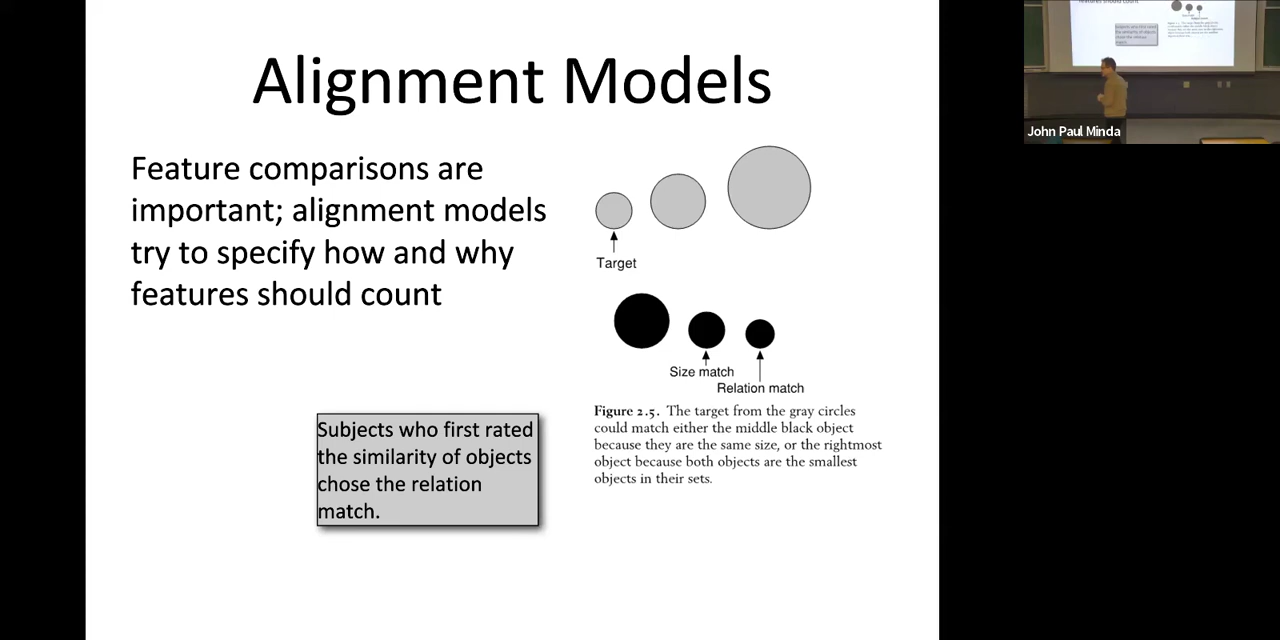 Alignment Models
Feature comparisons are
important; alignment models
try to specify how and why
features should count
Target
Size match
Relation match
Figure 2.5. The target from the gray circles
could match either the middle black object
because they are the same size, or the rightmost
object because both objects are the smallest
objects in their sets.
Subjects who first rated
the similarity of objects
chose the relation
match.
features should count
John Paul Minda